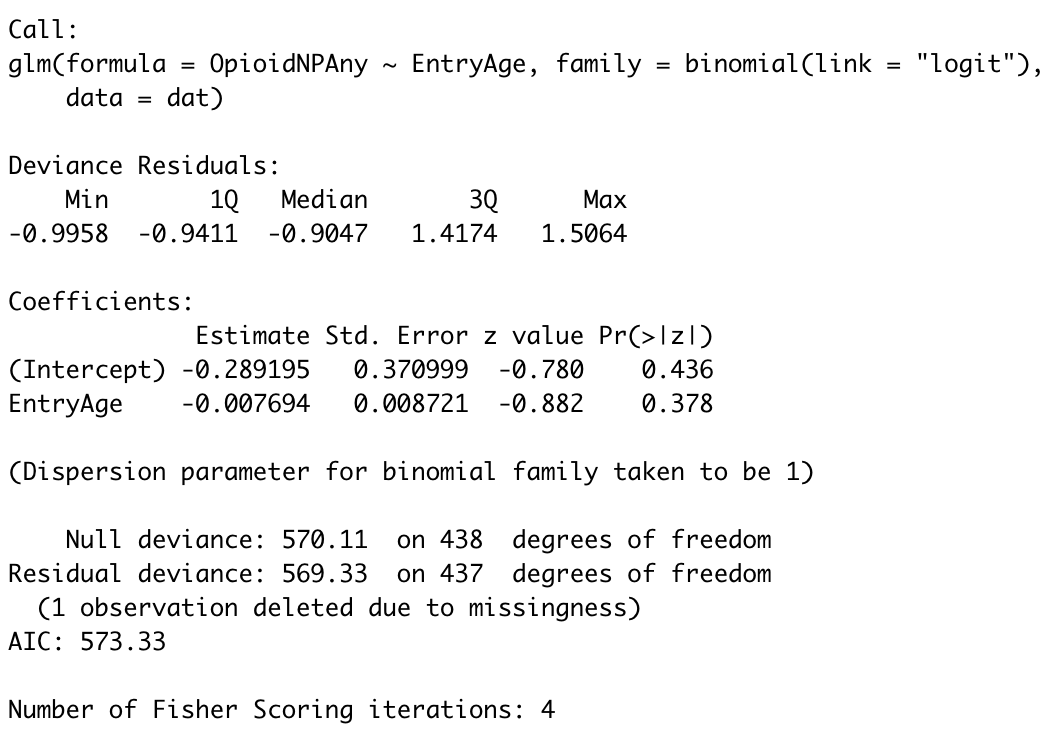 Call:
glm(formula = OpioidNPAny ~ EntryAge, family = binomial(link = "logit"),
    data = dat)

Deviance Residuals:
    Min       1Q   Median       3Q      Max
-0.9958  -0.9411  -0.9047   1.4174   1.5064

Coefficients:
             Estimate Std. Error z value Pr(>|z|)
(Intercept) -0.289195   0.370999  -0.780    0.436
EntryAge    -0.007694   0.008721  -0.882    0.378

(Dispersion parameter for binomial family taken to be 1)

    Null deviance: 570.11  on 438  degrees of freedom
Residual deviance: 569.33  on 437  degrees of freedom
  (1 observation deleted due to missingness)
AIC: 573.33

Number of Fisher Scoring iterations: 4